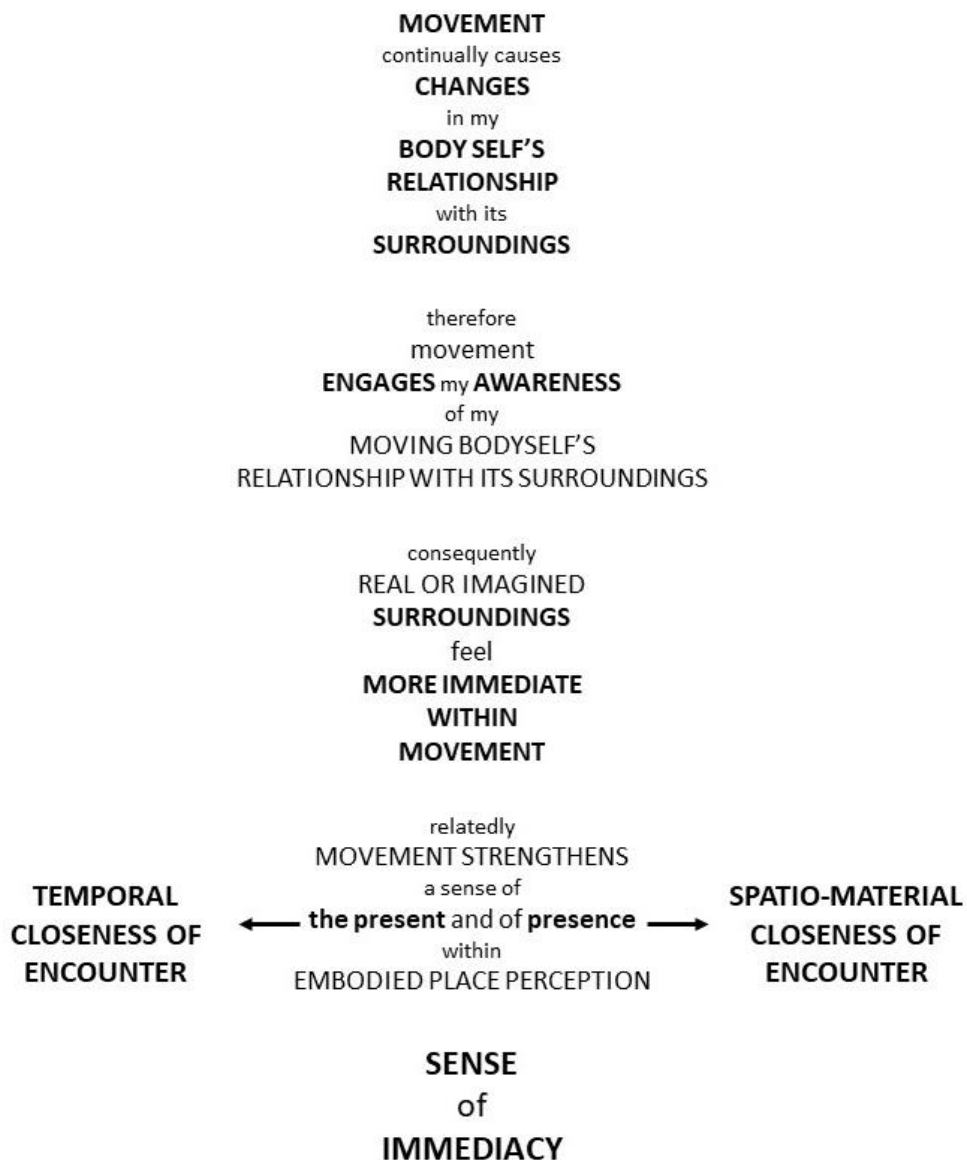 MOVEMENT
continually causes
CHANGES
in my
BODY SELF'S
RELATIONSHIP
with its
SURROUNDINGS
therefore
movement
ENGAGES my AWARENESS
of my
MOVING BODYSELF'S
RELATIONSHIP WITH ITS SURROUNDINGS
consequently
REAL OR IMAGINED
SURROUNDINGS
feel
MORE IMMEDIATE
WITHIN
MOVEMENT
relatedly
MOVEMENT STRENGTHENS
a sense of
the present and of presence
within
EMBODIED PLACE PERCEPTION
TEMPORAL
CLOSENESS OF
ENCOUNTER
SPATIO-MATERIAL
CLOSENESS OF
ENCOUNTER
SENSE
of
IMMEDIACY